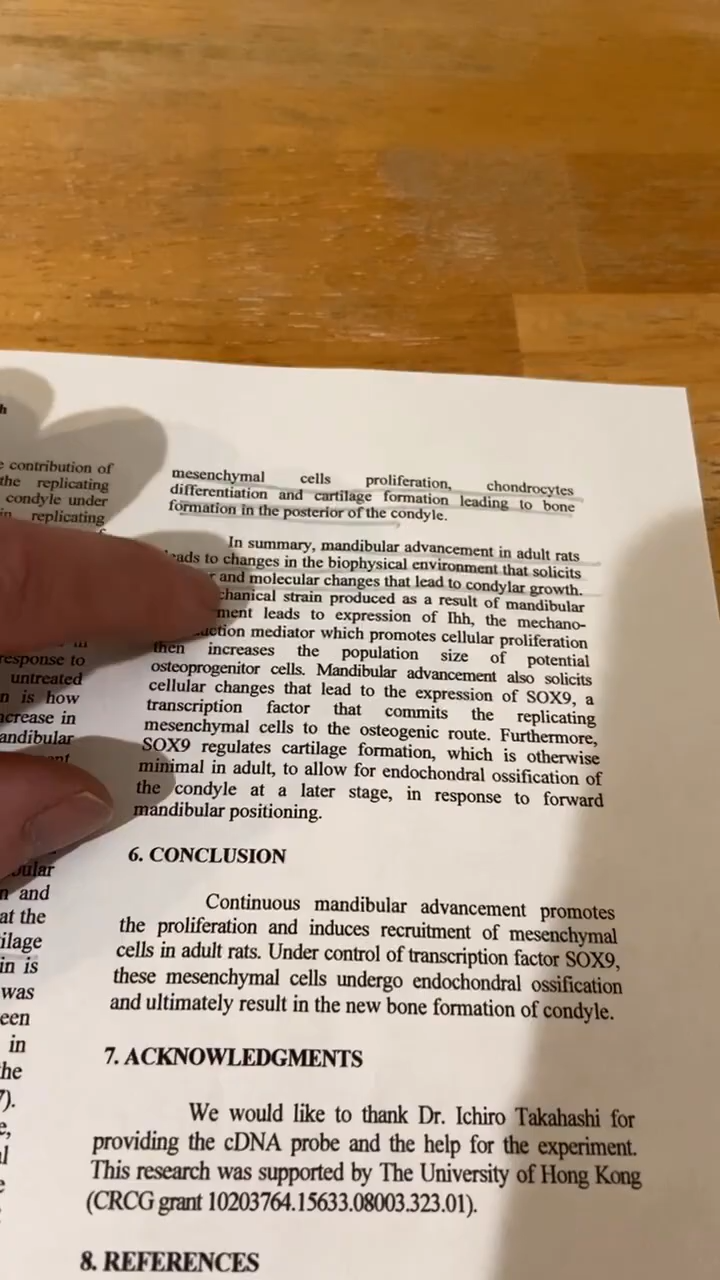 h
contribution of
the replicating
condyle under
in replicating
response to
untreated
is how
increase in
andibular
and
at the
was
in
7).
mesenchymal cells proliferation, chondrocytes
differentiation and cartilage formation leading to bone
formation in the posterior of the condyle.
In summary, mandibular advancement in adult rats
eads to changes in the biophysical environment that solicits
and molecular changes that lead to condylar growth.
chanical strain produced as a result of mandibular
ment leads to expression of Ihh, the mechano-
uction mediator which promotes cellular proliferation
then increases the population size of potential
osteoprogenitor cells. Mandibular advancement also solicits
cellular changes that lead to the expression of SOX9, a
transcription factor that commits the replicating
mesenchymal cells to the osteogenic route. Furthermore,
SOX9 regulates cartilage formation, which is otherwise
minimal in adult, to allow for endochondral ossification of
the condyle at a later stage, in response to forward
mandibular positioning.
6. CONCLUSION
Continuous mandibular advancement promotes
the proliferation and induces recruitment of mesenchymal
cells in adult rats. Under control of transcription factor SOX9,
these mesenchymal cells undergo endochondral ossification
and ultimately result in the new bone formation of condyle.
7. ACKNOWLEDGMENTS
We would like to thank Dr. Ichiro Takahashi for
providing the cDNA probe and the help for the experiment.
This research was supported by The University of Hong Kong
(CRCG grant 10203764.15633.08003.323.01).
8. REFERENCES